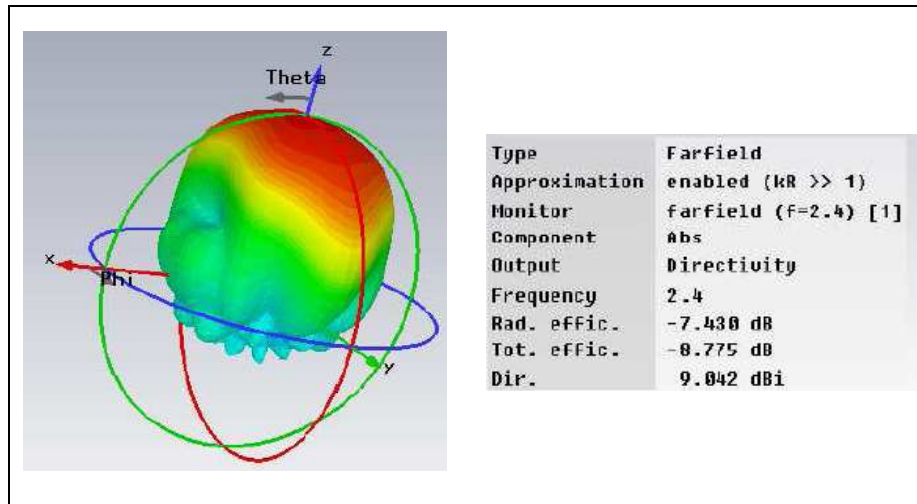 z
Theta
x
Phi
y
Type Farfield
Approximation enabled (kR >> 1)
Monitor farfield (f=2.4) [1]
Component Abs
Output Directivity
Frequency 2.4
Rad. effic. -7.430 dB
Tot. effic. -8.775 dB
Dir. 9.042 dBi